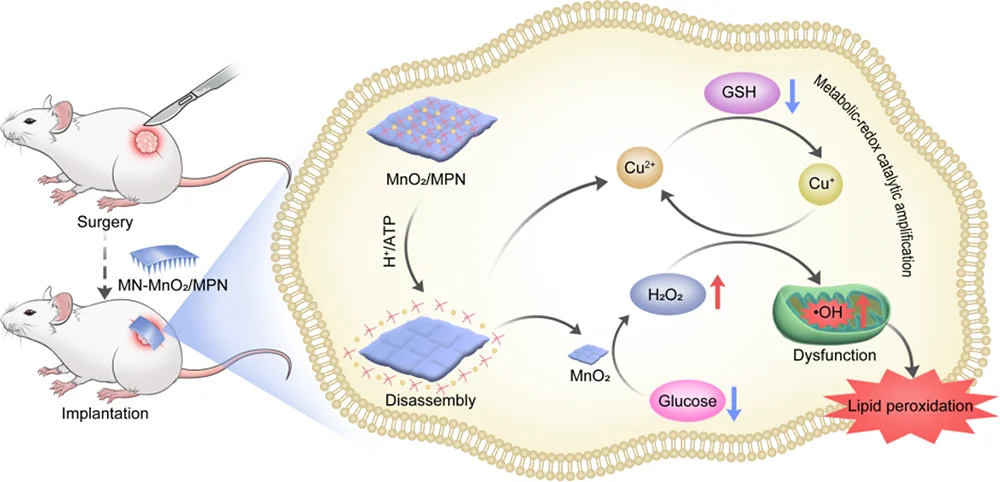 Surgery
MN-MnO₂/MPN
Implantation
MnO₂/MPN
H⁺/ATP
Disassembly
MnO₂
Glucose
H₂O₂
Cu²⁺
GSH
Cu⁺
Metabolic-redox catalytic amplification
•OH
Dysfunction
Lipid peroxidation